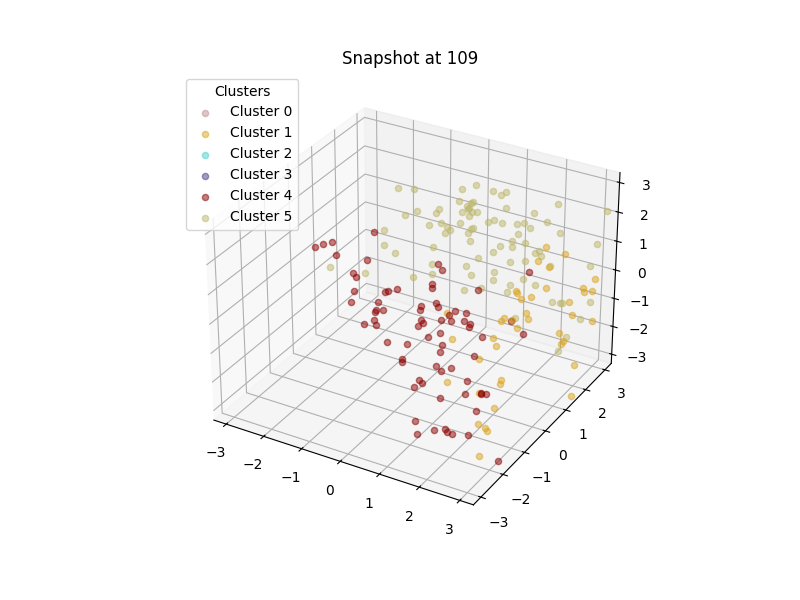 Snapshot at 109
Clusters
Cluster 0
Cluster 1
Cluster 2
Cluster 3
Cluster 4
Cluster 5
3
2
1
0
−1
−2
−3
−3
−2
−1
0
1
2
3
3
2
1
0
−1
−2
−3